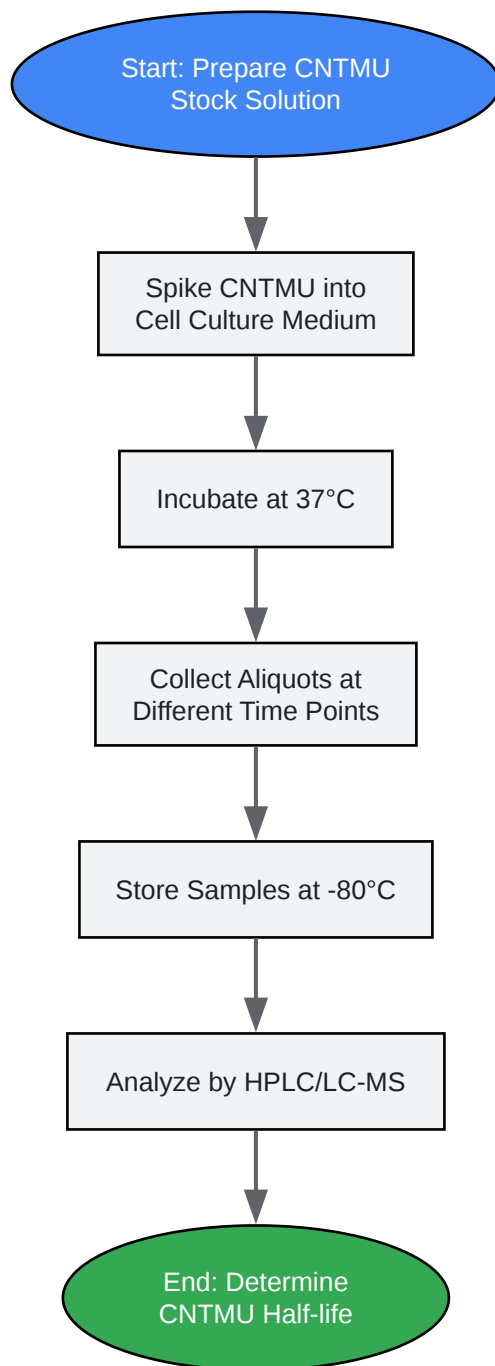 Start: Prepare CNTMU
Stock Solution
Spike CNTMU into
Cell Culture Medium
Incubate at 37°C
Collect Aliquots at
Different Time Points
Store Samples at -80°C
Analyze by HPLC/LC-MS
End: Determine
CNTMU Half-life